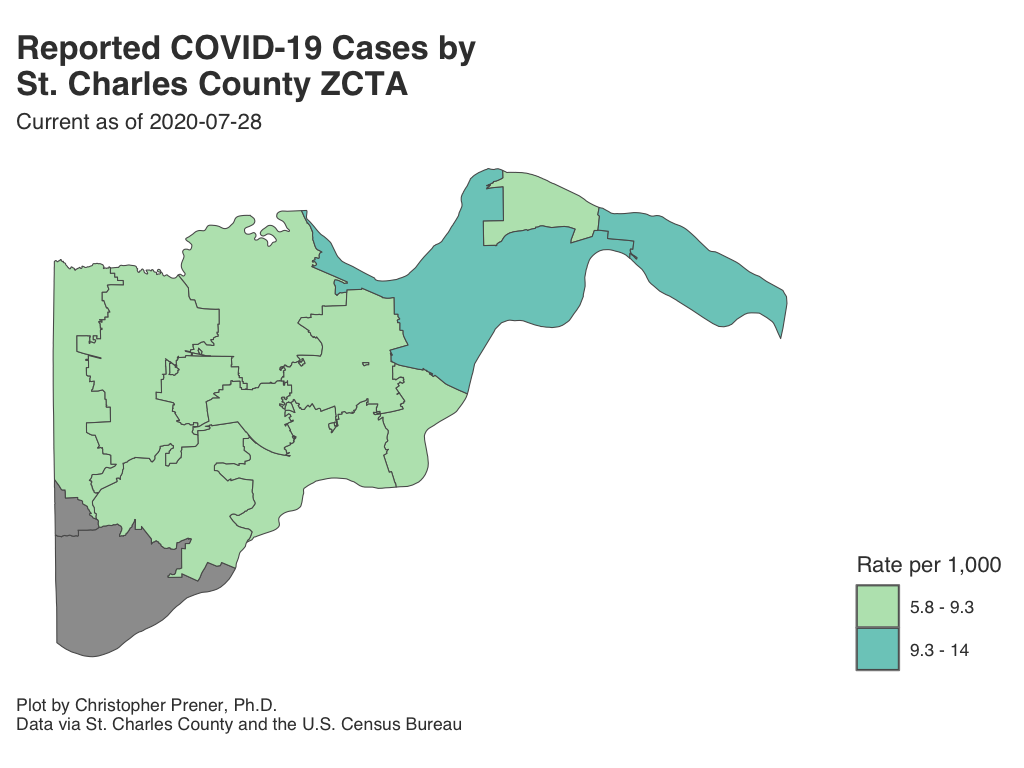 Reported COVID-19 Cases by
St. Charles County ZCTA
Current as of 2020-07-28
Rate per 1,000
5.8 - 9.3
9.3 - 14
Plot by Christopher Prener, Ph.D.
Data via St. Charles County and the U.S. Census Bureau